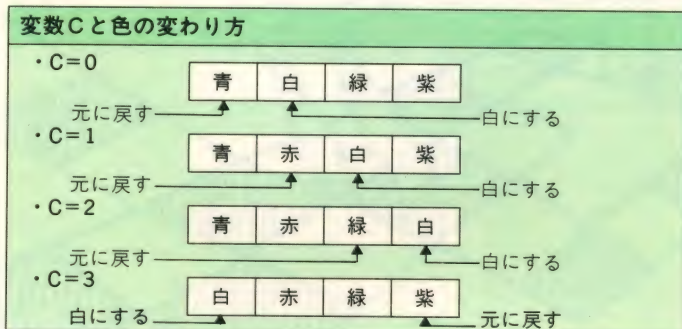 変数Cと色の変わり方
・C=0
青 白 緑 紫
元に戻す 白にする
・C=1
青 赤 白 紫
元に戻す 白にする
・C=2
青 赤 緑 白
元に戻す 白にする
・C=3
白 赤 緑 紫
白にする 元に戻す